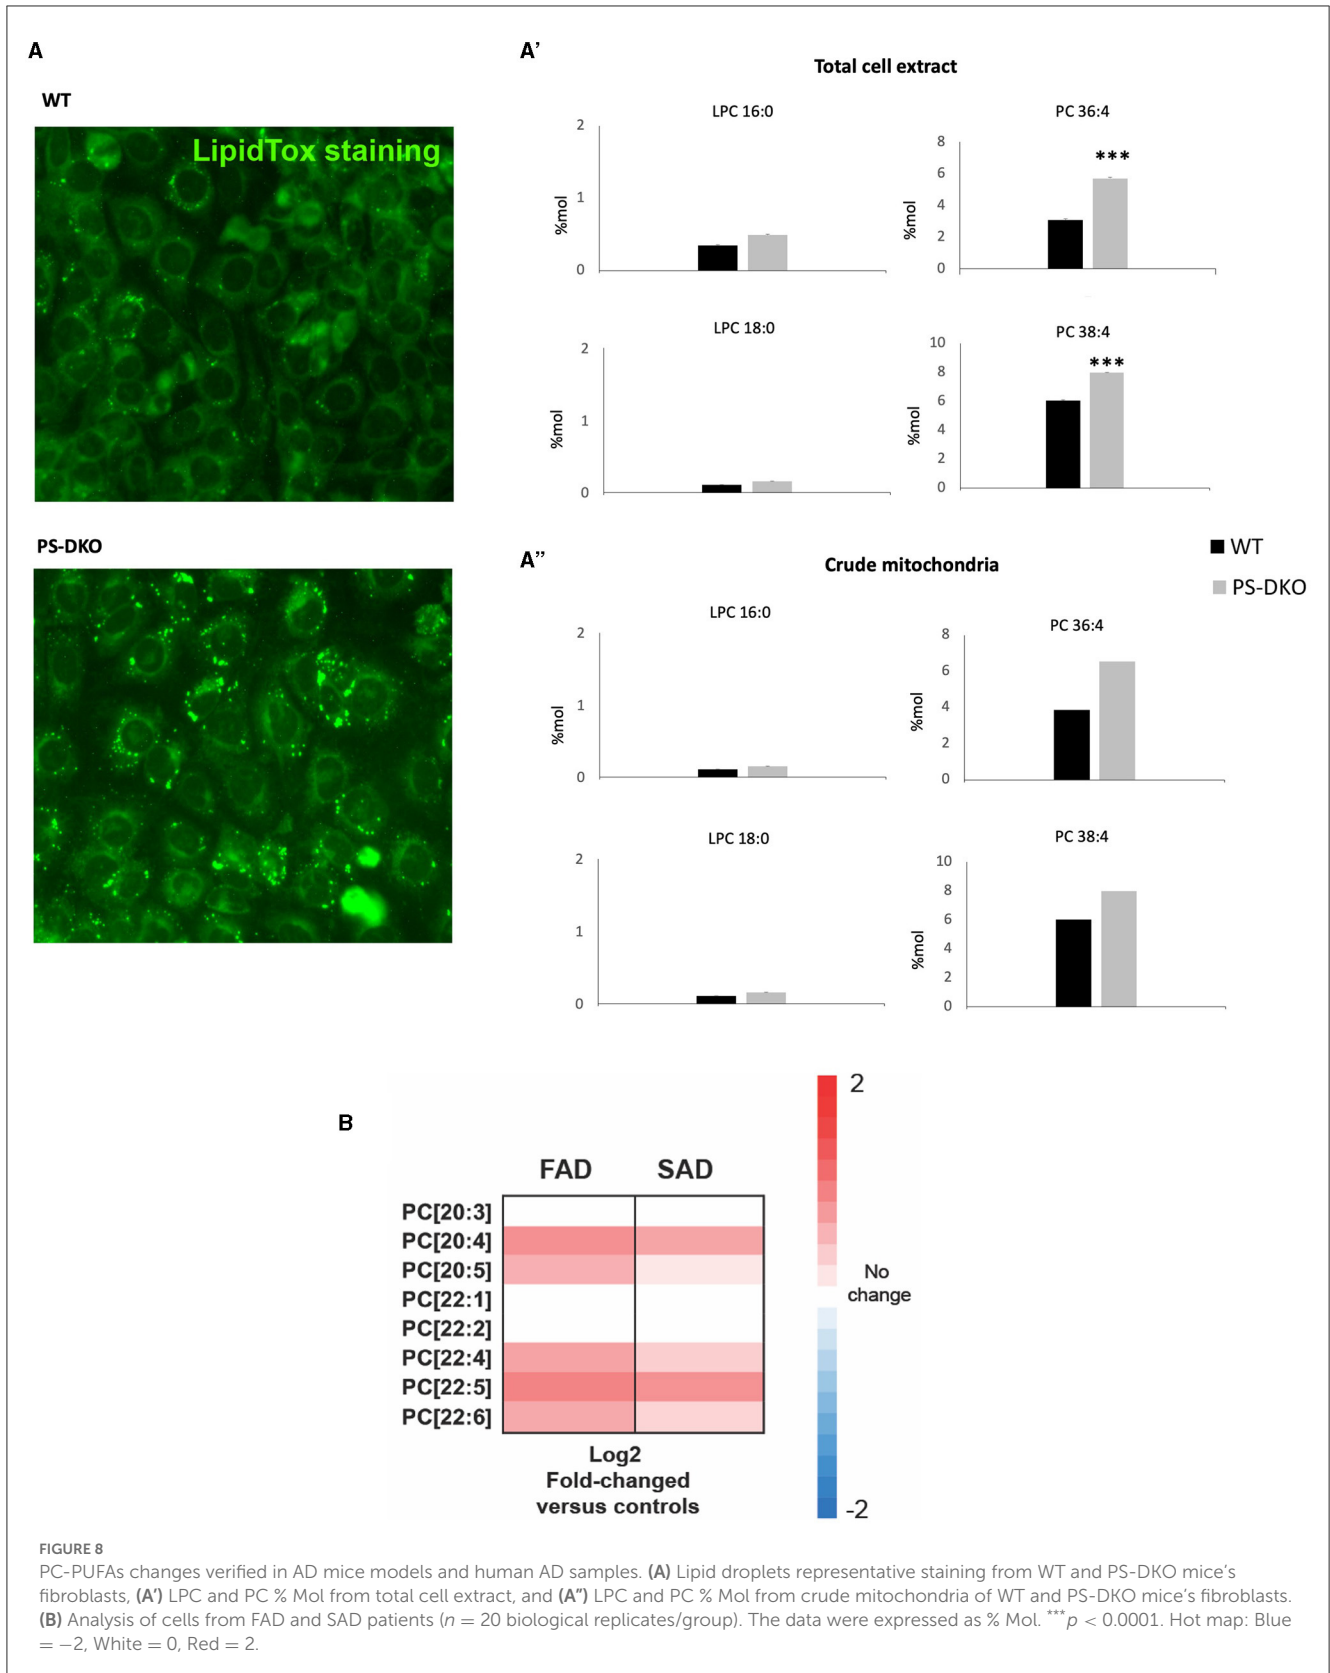 A
WT
LipidTox staining
PS-DKO
A'
Total cell extract
LPC 16:0
2
1
0
%mol
PC 36:4
8
6
4
2
0
%mol
***
LPC 18:0
2
1
0
%mol
PC 38:4
10
8
6
4
2
0
%mol
***
A"
Crude mitochondria
WT
PS-DKO
LPC 16:0
2
1
0
%mol
PC 36:4
8
6
4
2
0
%mol
LPC 18:0
2
1
0
PC 38:4
10
8
6
4
2
0
%mol
B
FAD SAD
PC[20:3]
PC[20:4]
PC[20:5]
PC[22:1]
PC[22:2]
PC[22:4]
PC[22:5]
PC[22:6]
Log2
Fold-changed
versus controls
2
No
change
-2
FIGURE 8
PC-PUFAs changes verified in AD mice models and human AD samples. (A) Lipid droplets representative staining from WT and PS-DKO mice's
fibroblasts, (A') LPC and PC % Mol from total cell extract, and (A") LPC and PC % Mol from crude mitochondria of WT and PS-DKO mice's fibroblasts.
(B) Analysis of cells from FAD and SAD patients (n = 20 biological replicates/group). The data were expressed as % Mol. ***p < 0.0001. Hot map: Blue
= −2, White = 0, Red = 2.